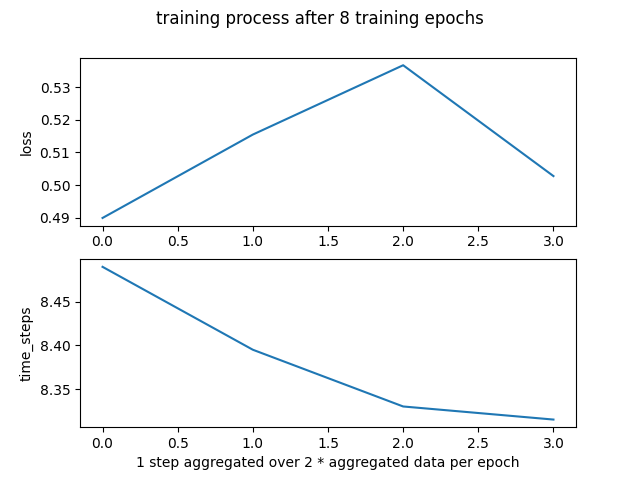 training process after 8 training epochs
loss
0.53
0.52
0.51
0.50
0.49
0.0 0.5 1.0 1.5 2.0 2.5 3.0
time_steps
8.45
8.40
8.35
0.0 0.5 1.0 1.5 2.0 2.5 3.0
1 step aggregated over 2 * aggregated data per epoch